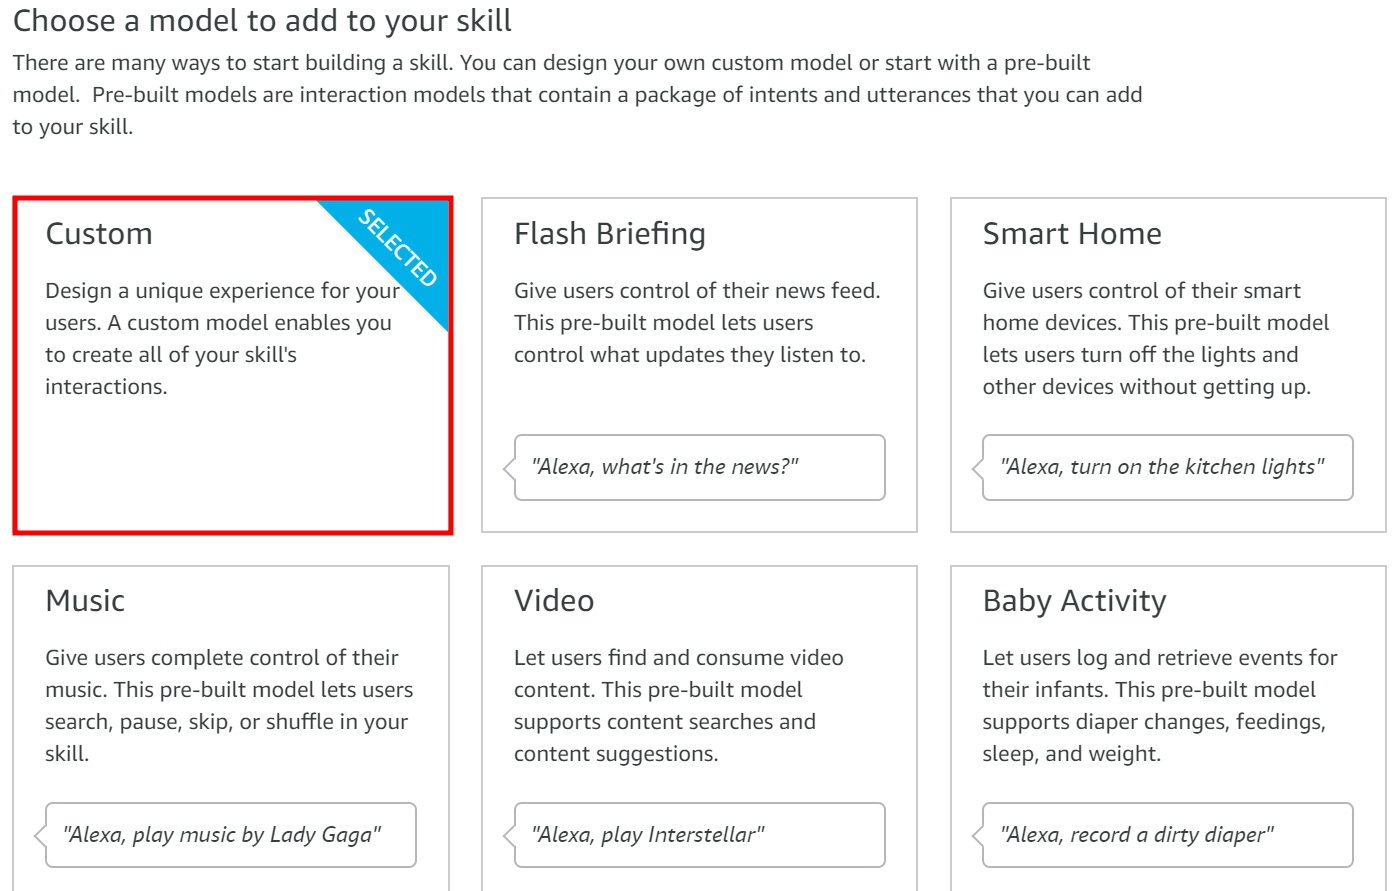 Choose a model to add to your skill
There are many ways to start building a skill. You can design your own custom model or start with a pre-built
model.  Pre-built models are interaction models that contain a package of intents and utterances that you can add
to your skill.
Custom
SELECTED
Design a unique experience for your
users. A custom model enables you
to create all of your skill's
interactions.
Flash Briefing
Give users control of their news feed.
This pre-built model lets users
control what updates they listen to.
"Alexa, what's in the news?"
Smart Home
Give users control of their smart
home devices. This pre-built model
lets users turn off the lights and
other devices without getting up.
"Alexa, turn on the kitchen lights"
Music
Give users complete control of their
music. This pre-built model lets users
search, pause, skip, or shuffle in your
skill.
"Alexa, play music by Lady Gaga"
Video
Let users find and consume video
content. This pre-built model
supports content searches and
content suggestions.
"Alexa, play Interstellar"
Baby Activity
Let users log and retrieve events for
their infants. This pre-built model
supports diaper changes, feedings,
sleep, and weight.
"Alexa, record a dirty diaper"